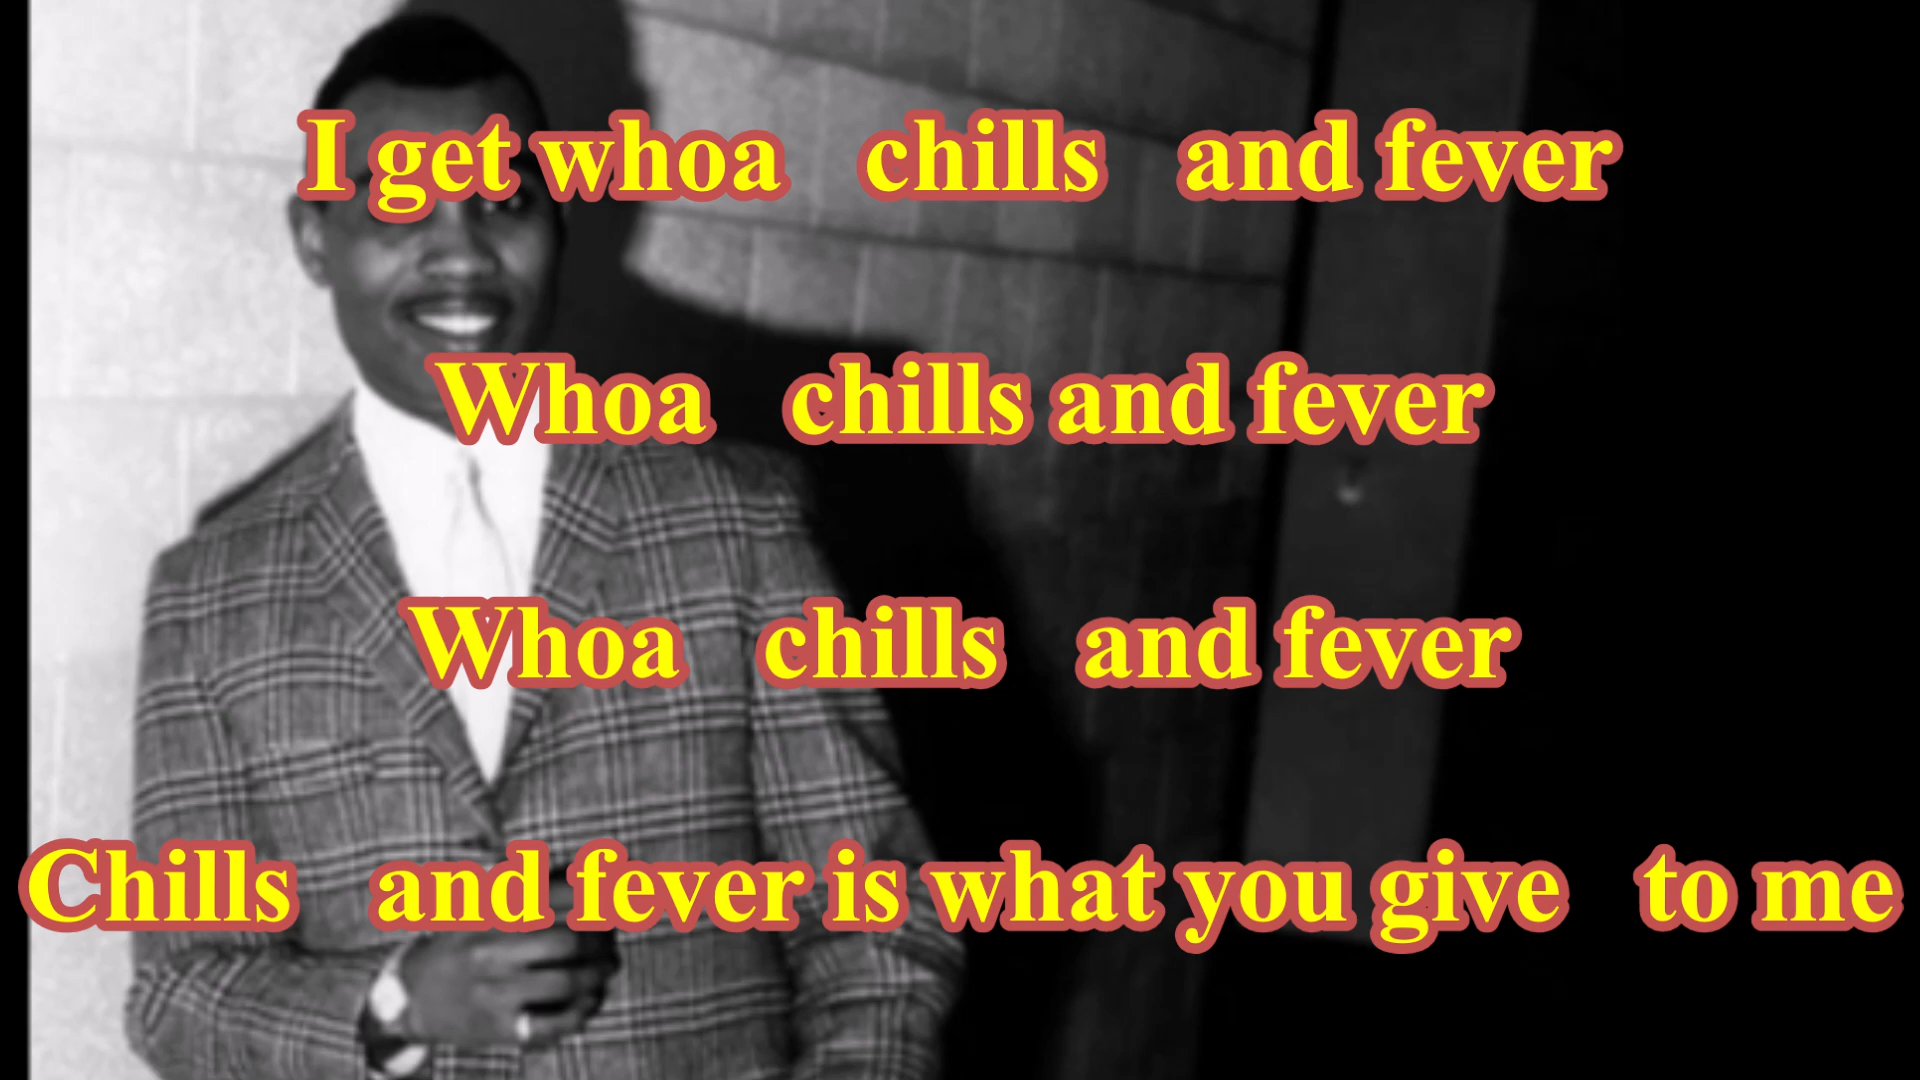 I get whoa   chills   and fever
Whoa   chills and fever
Whoa   chills   and fever
Chills   and fever is what you give   to me